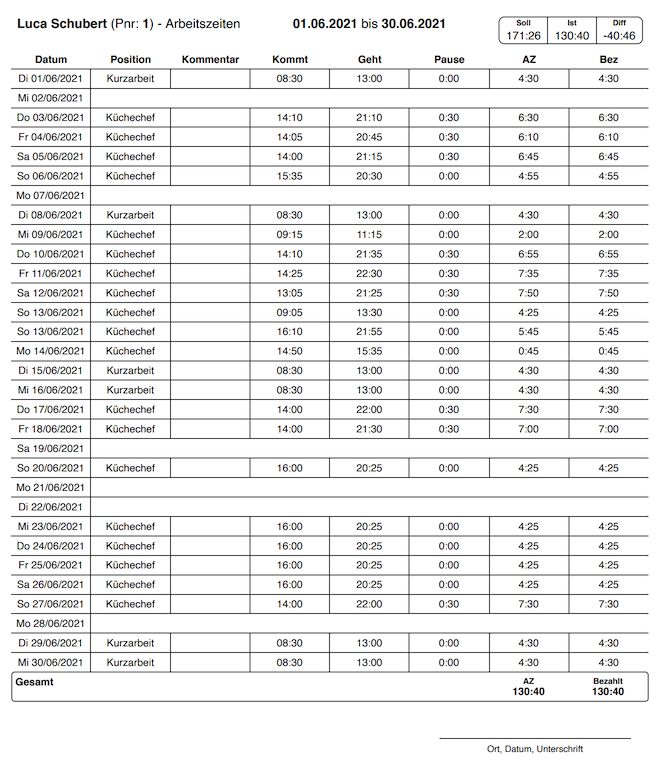 Luca Schubert (Pnr: 1) - Arbeitszeiten 01.06.2021 bis 30.06.2021 Soll Ist Diff
171:26 130:40 -40:46
Datum Position Kommentar Kommt Geht Pause AZ Bez
Di 01/06/2021 Kurzarbeit 08:30 13:00 0:00 4:30 4:30
Mi 02/06/2021
Do 03/06/2021 Küchechef 14:10 21:10 0:30 6:30 6:30
Fr 04/06/2021 Küchechef 14:05 20:45 0:30 6:10 6:10
Sa 05/06/2021 Küchechef 14:00 21:15 0:30 6:45 6:45
So 06/06/2021 Küchechef 15:35 20:30 0:00 4:55 4:55
Mo 07/06/2021
Di 08/06/2021 Kurzarbeit 08:30 13:00 0:00 4:30 4:30
Mi 09/06/2021 Küchechef 09:15 11:15 0:00 2:00 2:00
Do 10/06/2021 Küchechef 14:10 21:35 0:30 6:55 6:55
Fr 11/06/2021 Küchechef 14:25 22:30 0:30 7:35 7:35
Sa 12/06/2021 Küchechef 13:05 21:25 0:30 7:50 7:50
So 13/06/2021 Küchechef 09:05 13:30 0:00 4:25 4:25
So 13/06/2021 Küchechef 16:10 21:55 0:00 5:45 5:45
Mo 14/06/2021 Küchechef 14:50 15:35 0:00 0:45 0:45
Di 15/06/2021 Kurzarbeit 08:30 13:00 0:00 4:30 4:30
Mi 16/06/2021 Kurzarbeit 08:30 13:00 0:00 4:30 4:30
Do 17/06/2021 Küchechef 14:00 22:00 0:30 7:30 7:30
Fr 18/06/2021 Küchechef 14:00 21:30 0:30 7:00 7:00
Sa 19/06/2021
So 20/06/2021 Küchechef 16:00 20:25 0:00 4:25 4:25
Mo 21/06/2021
Di 22/06/2021
Mi 23/06/2021 Küchechef 16:00 20:25 0:00 4:25 4:25
Do 24/06/2021 Küchechef 16:00 20:25 0:00 4:25 4:25
Fr 25/06/2021 Küchechef 16:00 20:25 0:00 4:25 4:25
Sa 26/06/2021 Küchechef 16:00 20:25 0:00 4:25 4:25
So 27/06/2021 Küchechef 14:00 22:00 0:30 7:30 7:30
Mo 28/06/2021
Di 29/06/2021 Kurzarbeit 08:30 13:00 0:00 4:30 4:30
Mi 30/06/2021 Kurzarbeit 08:30 13:00 0:00 4:30 4:30
Gesamt AZ Bezahlt
130:40 130:40
Ort, Datum, Unterschrift